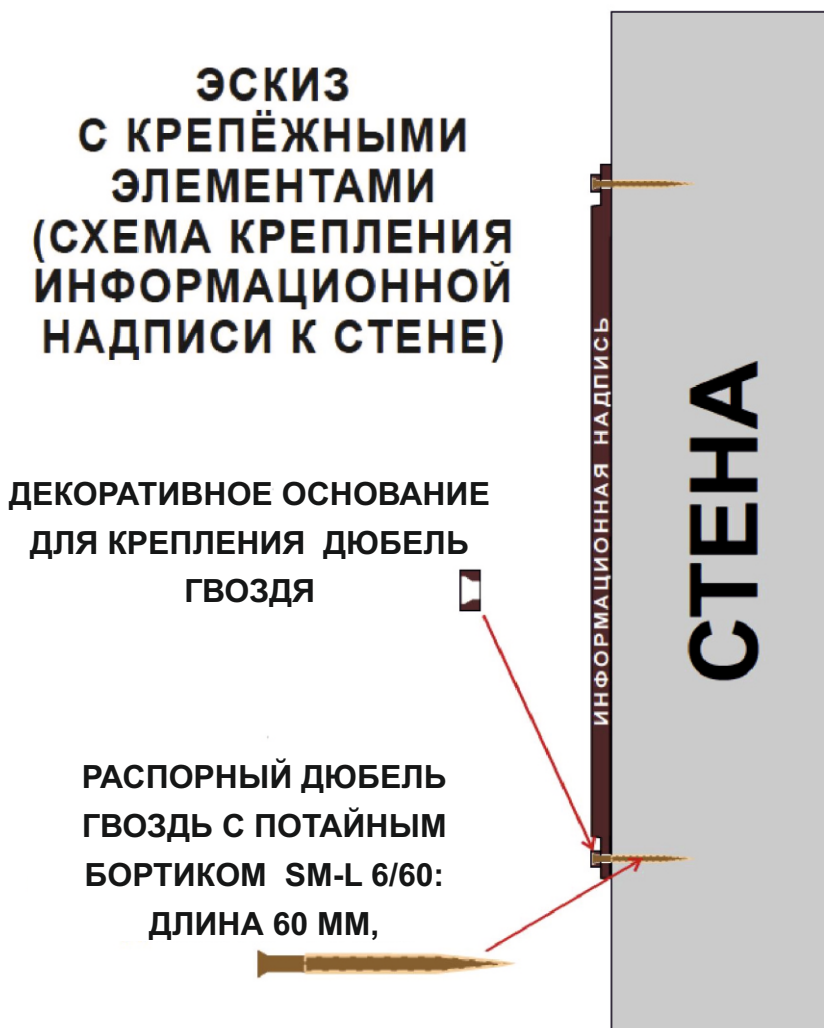 ЭСКИЗ
С КРЕПЁЖНЫМИ
ЭЛЕМЕНТАМИ
(СХЕМА КРЕПЛЕНИЯ
ИНФОРМАЦИОННОЙ
НАДПИСИ К СТЕНЕ)
ДЕКОРАТИВНОЕ ОСНОВАНИЕ
ДЛЯ КРЕПЛЕНИЯ ДЮБЕЛЬ
ГВОЗДЯ
РАСПОРНЫЙ ДЮБЕЛЬ
ГВОЗДЬ С ПОТАЙНЫМ
БОРТИКОМ SM-L 6/60:
ДЛИНА 60 ММ,
ИНФОРМАЦИОННАЯ НАДПИСЬ
СТЕНА